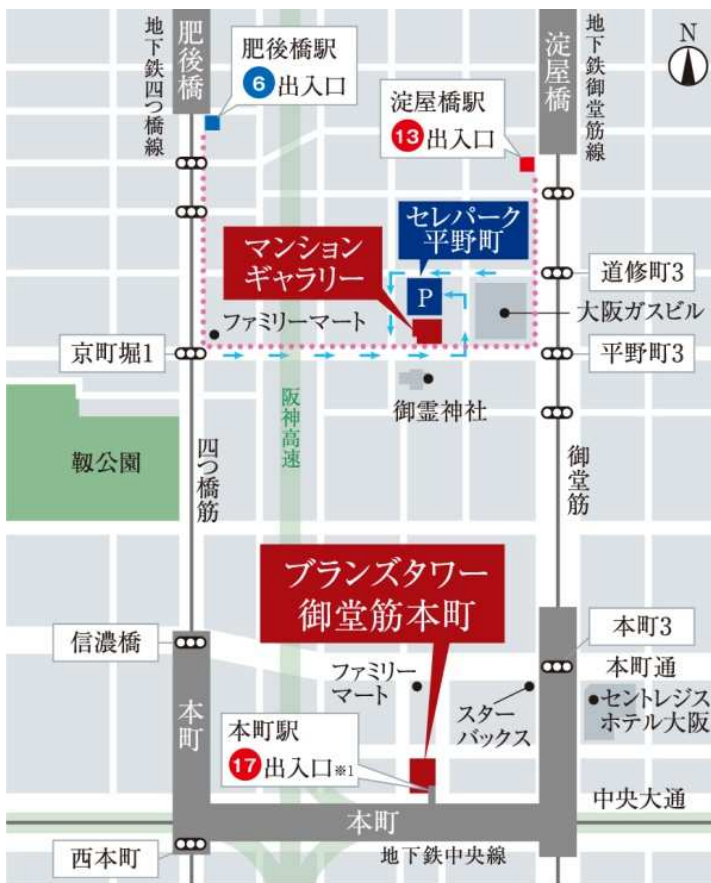 肥後橋
地下鉄四つ橋線
肥後橋駅
6出入口
淀屋橋駅
13出入口
淀屋橋
地下鉄御堂筋線
N
セレパーク
平野町
マンション
ギャラリー
P
道修町3
大阪ガスビル
ファミリーマート
京町堀1
平野町3
御霊神社
阪神高速
靱公園
四つ橋筋
御堂筋
ブランズタワー
御堂筋本町
信濃橋
本町3
本町通
ファミリー
マート
スター
バックス
セントレジス
ホテル大阪
本町
本町駅
17出入口※1
中央大通
本町
西本町
地下鉄中央線